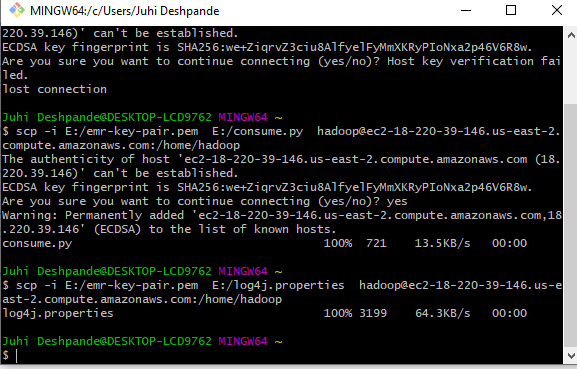 MINGW64:/c/Users/Juhi Deshpande
220.39.146)' can't be established.
ECDSA key fingerprint is SHA256:we+ZiqrvZ3ciu8AlfyelFyMmXKRyPIoNxa2p46V6R8w.
Are you sure you want to continue connecting (yes/no)? Host key verification fai
led.
lost connection
Juhi Deshpande@DESKTOP-LCD9762 MINGW64 ~
$ scp -i E:/emr-key-pair.pem  E:/consume.py  hadoop@ec2-18-220-39-146.us-east-2.
compute.amazonaws.com:/home/hadoop
The authenticity of host 'ec2-18-220-39-146.us-east-2.compute.amazonaws.com (18.
220.39.146)' can't be established.
ECDSA key fingerprint is SHA256:we+ZiqrvZ3ciu8AlfyelFyMmXKRyPIoNxa2p46V6R8w.
Are you sure you want to continue connecting (yes/no)? yes
Warning: Permanently added 'ec2-18-220-39-146.us-east-2.compute.amazonaws.com,18
.220.39.146' (ECDSA) to the list of known hosts.
consume.py 100% 721 13.5KB/s 00:00
Juhi Deshpande@DESKTOP-LCD9762 MINGW64 ~
$ scp -i E:/emr-key-pair.pem  E:/log4j.properties  hadoop@ec2-18-220-39-146.us-e
ast-2.compute.amazonaws.com:/home/hadoop
log4j.properties 100% 3199 64.3KB/s 00:00
Juhi Deshpande@DESKTOP-LCD9762 MINGW64 ~
$